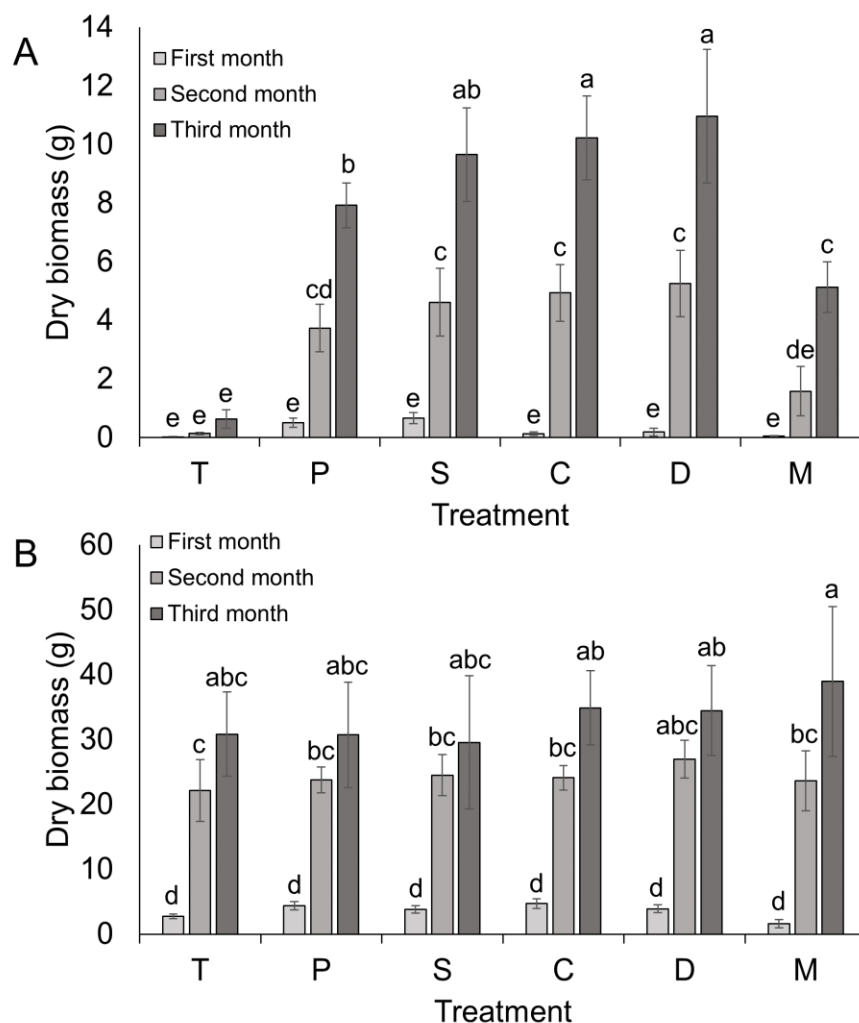 A
First month
Second month
Third month
Dry biomass (g)
14
12
10
8
6
4
2
0
e e e
e cd b
e c ab
e c a
e c a
e de c
T P S C D M
Treatment
B
First month
Second month
Third month
Dry biomass (g)
60
50
40
30
20
10
0
d c abc
d bc abc
d bc abc
d bc ab
d abc ab
d bc a
T P S C D M
Treatment